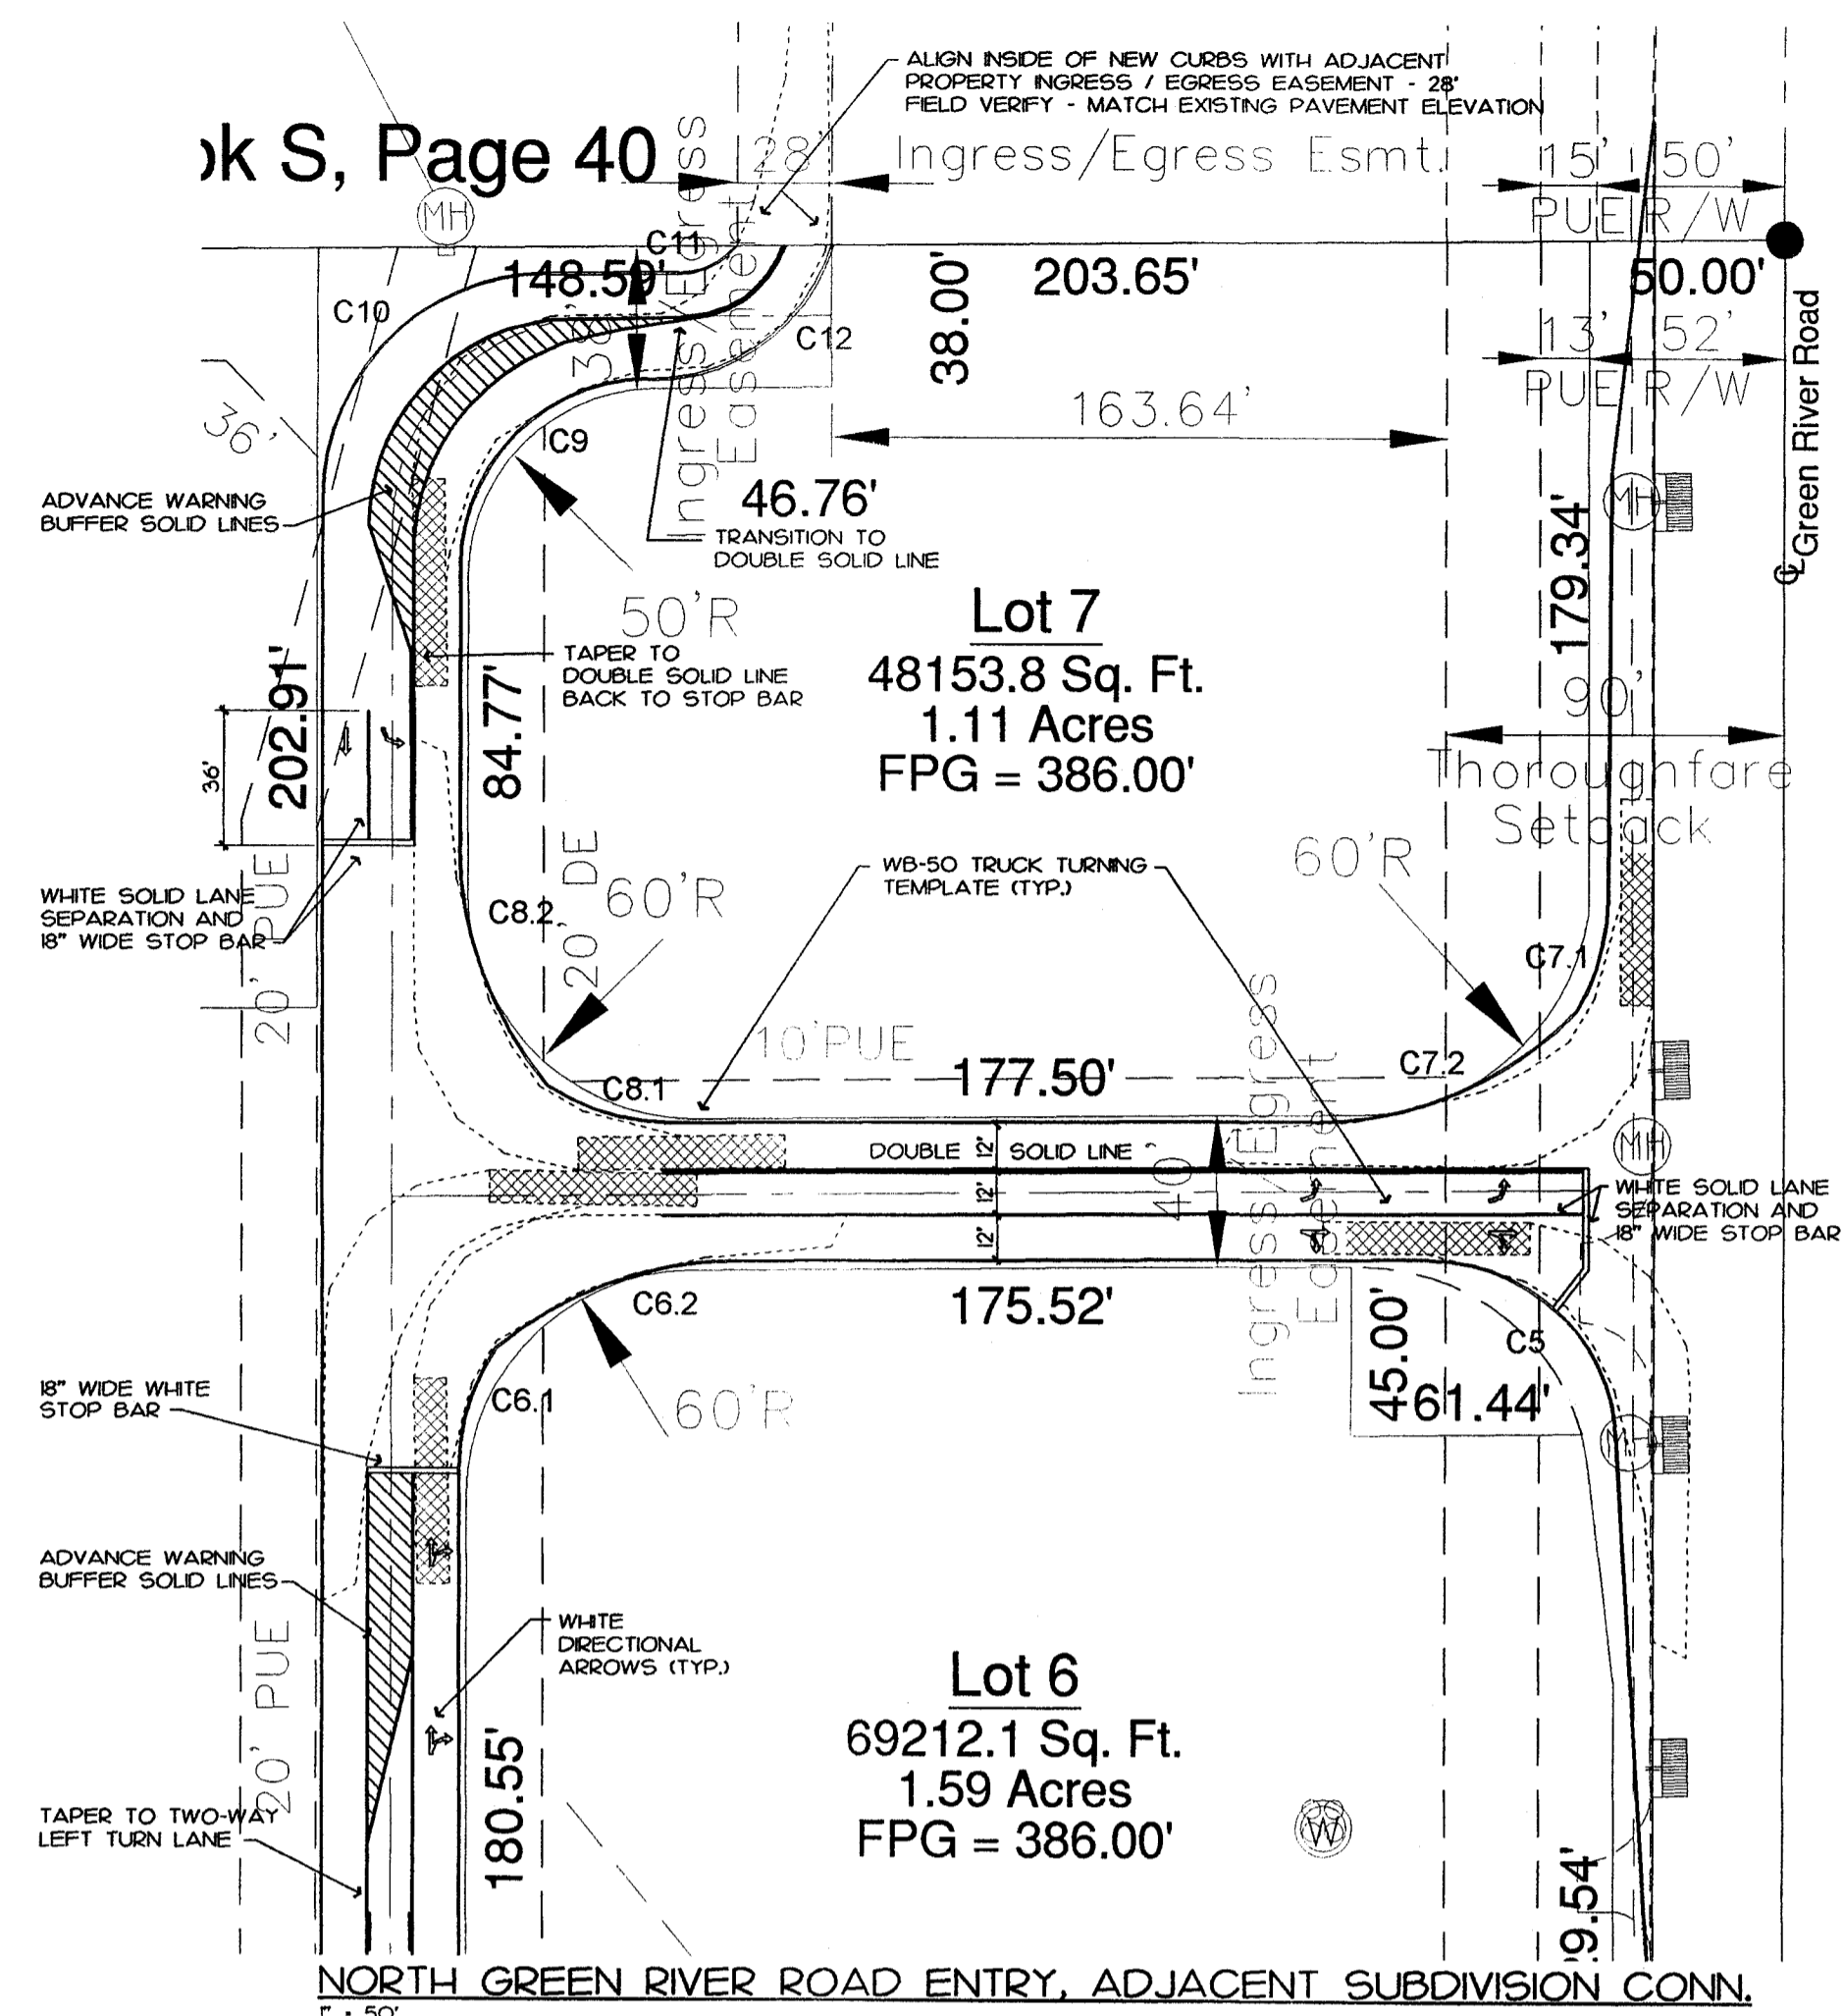 ALIGN INSIDE OF NEW CURBS WITH ADJACENT
PROPERTY INGRESS / EGRESS EASEMENT - 28'
FIELD VERIFY - MATCH EXISTING PAVEMENT ELEVATION
k S, Page 40
28'
Ingress/Egress Esmt.
15'
50'
PUE
R/W
MH
C11
148.59'
203.65'
50.00'
38.00'
C10
C12
13'
52'
PUE
R/W
Green River Road
36'
Ingress/Egress
Easement
163.64'
C9
46.76'
ADVANCE WARNING
BUFFER SOLID LINES
TRANSITION TO
DOUBLE SOLID LINE
MH
179.34'
50'R
Lot 7
48153.8 Sq. Ft.
1.11 Acres
FPG = 386.00'
TAPER TO
DOUBLE SOLID LINE
BACK TO STOP BAR
202.91'
84.77'
36'
90'
Thoroughfare
Setback
WHITE SOLID LANE
SEPARATION AND
18" WIDE STOP BAR
20' PUE
C8.2
20' DE
60'R
WB-50 TRUCK TURNING
TEMPLATE (TYP.)
60'R
C7.1
10'PUE
177.50'
C7.2
C8.1
Ingress/Egress
Easement
DOUBLE
12'
SOLID LINE
MH
12'
40'
12'
WHITE SOLID LANE
SEPARATION AND
18" WIDE STOP BAR
C6.2
175.52'
C5
45.00'
61.44'
18" WIDE WHITE
STOP BAR
C6.1
60'R
MH
ADVANCE WARNING
BUFFER SOLID LINES
20' PUE
WHITE
DIRECTIONAL
ARROWS (TYP.)
Lot 6
69212.1 Sq. Ft.
1.59 Acres
FPG = 386.00'
180.55'
W
TAPER TO TWO-WAY
LEFT TURN LANE
9.54'
NORTH GREEN RIVER ROAD ENTRY, ADJACENT SUBDIVISION CONN.
1" = 50'